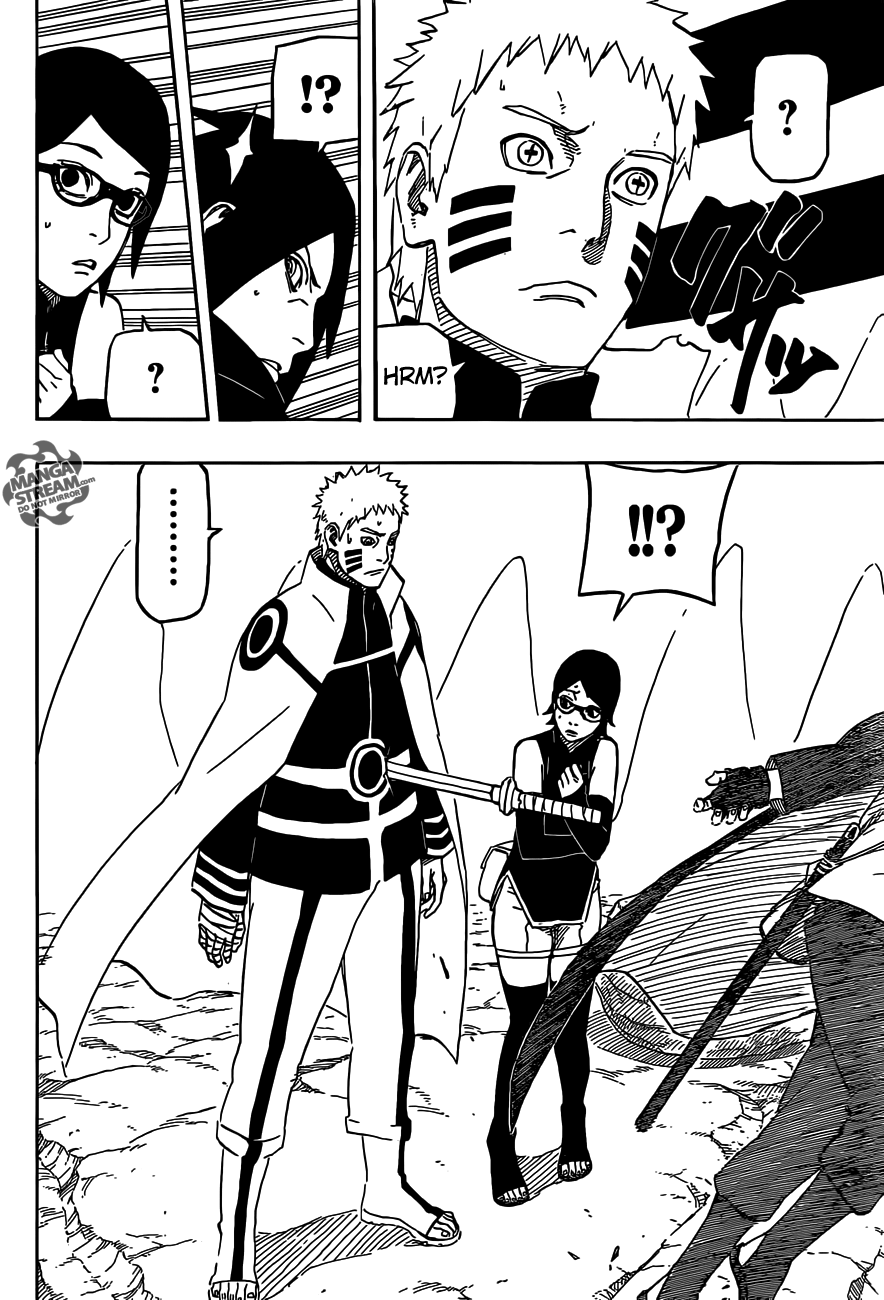 ?
グサッ
HRM?
!?
?
MANGA
STREAM.com
DO NOT MIRROR
!!?
.........